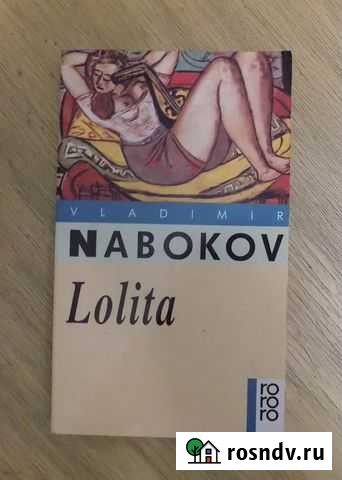 VLADIMIR
NABOKOV
Lolita
ro
ro
ro
rosndv.ru